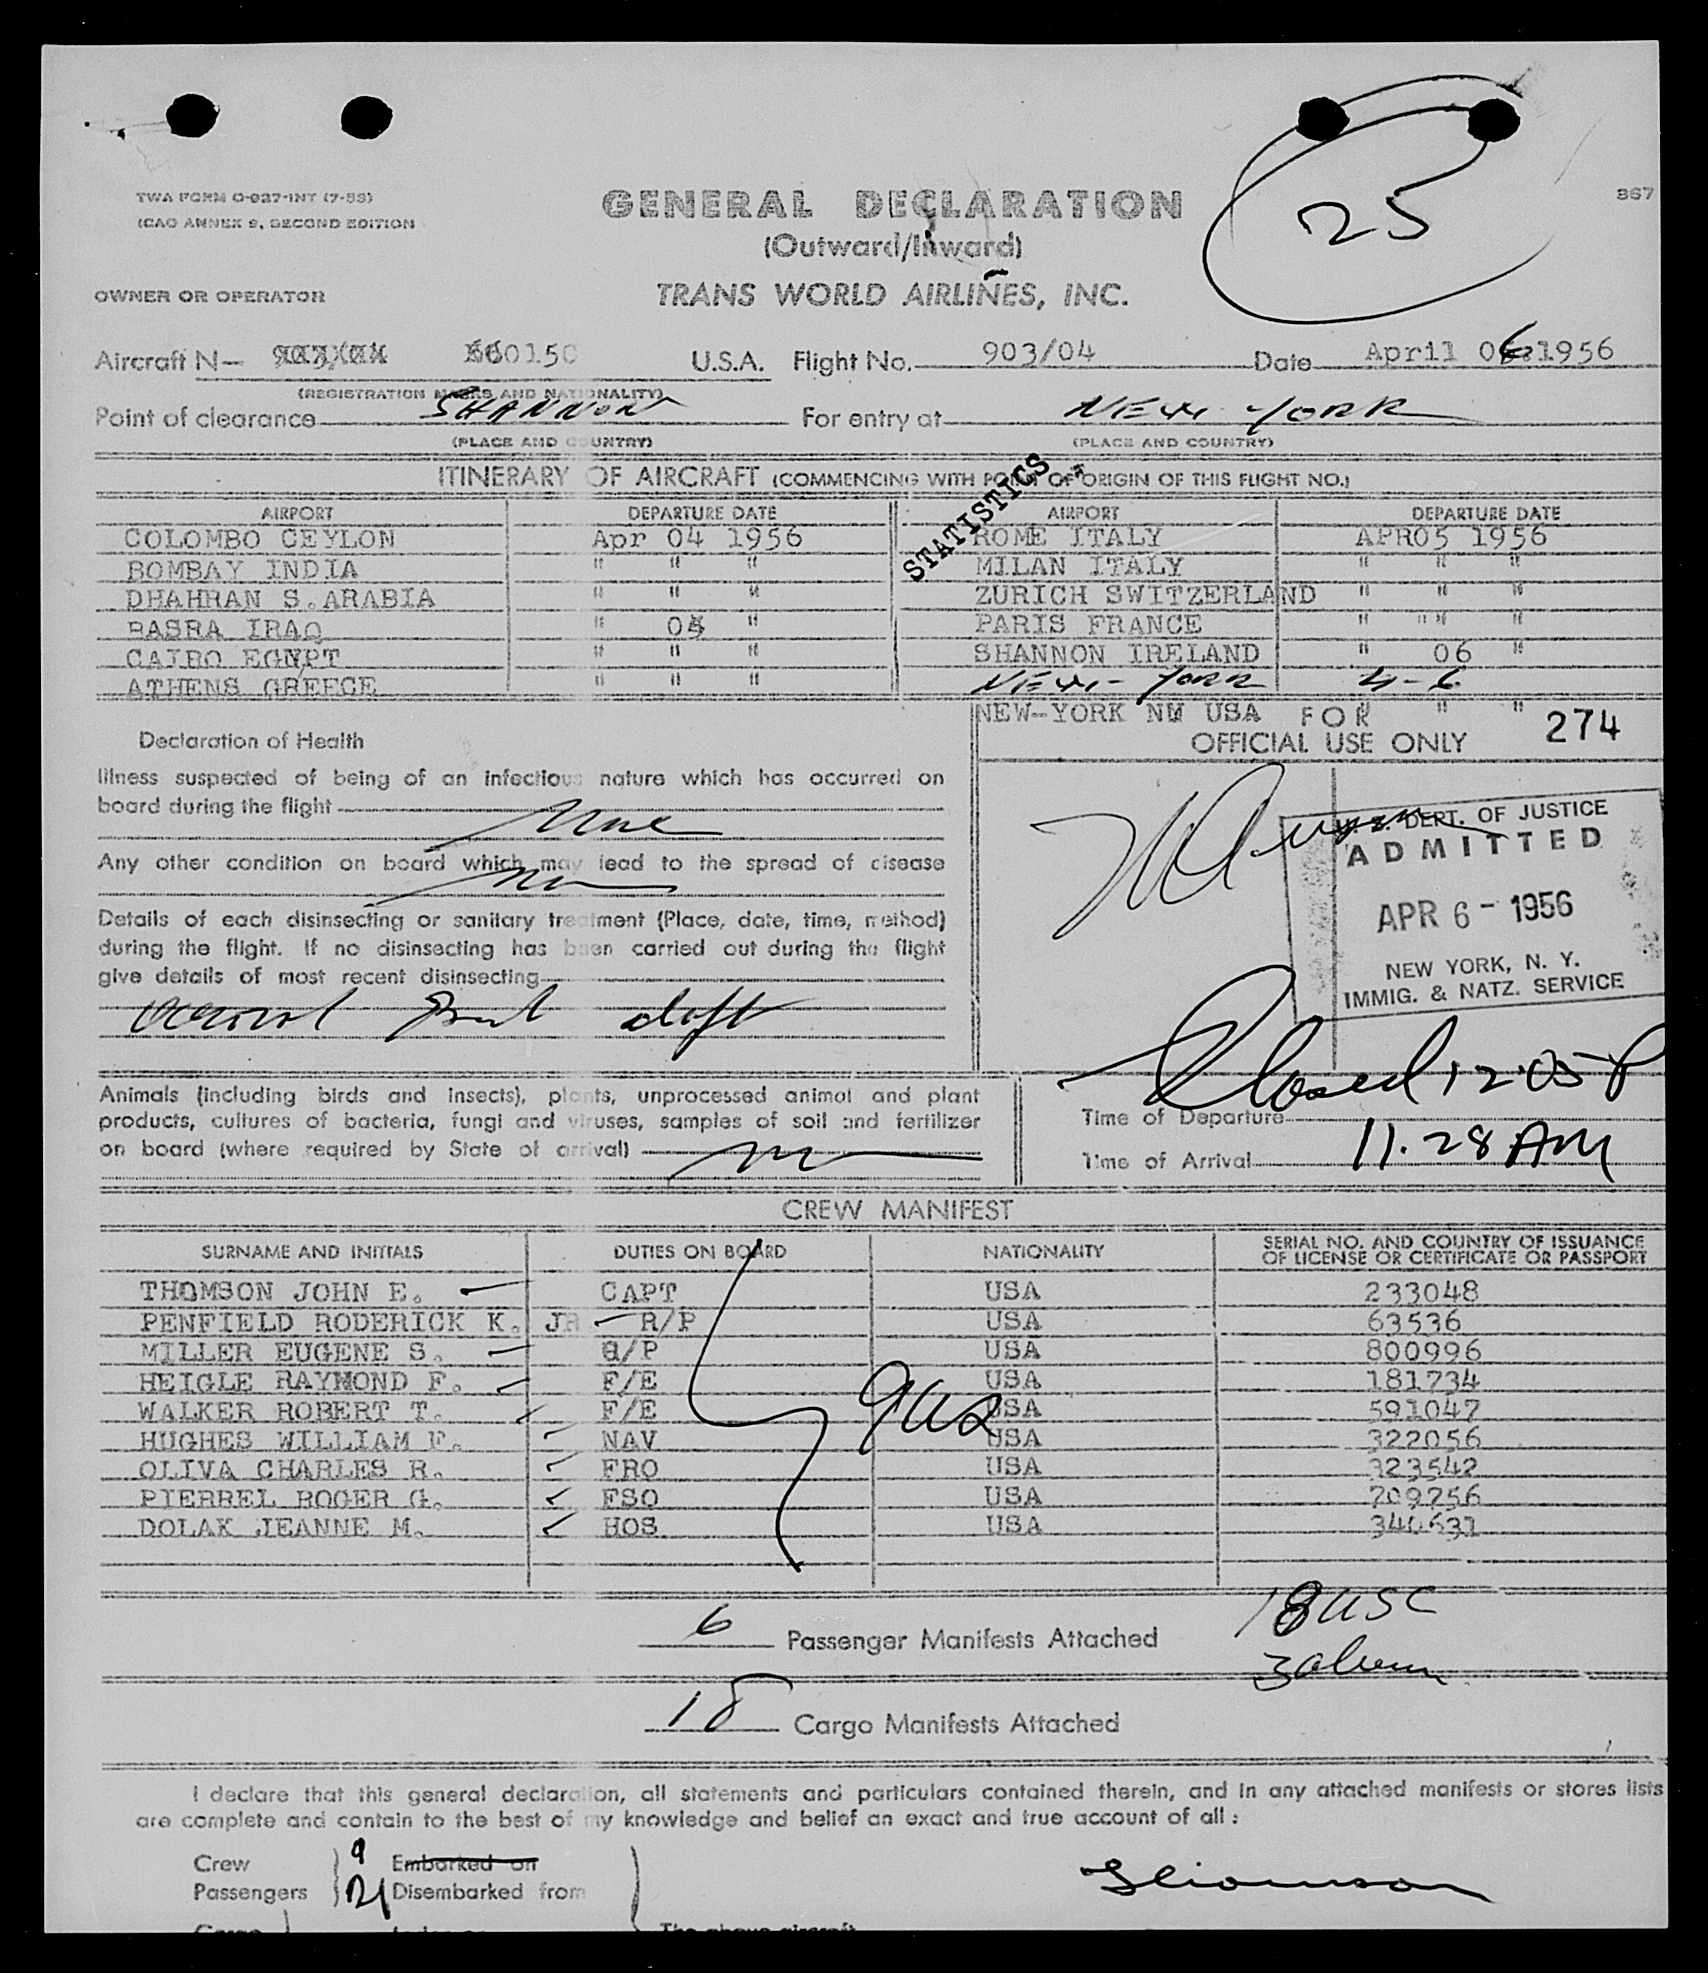 TWA FORM O-927-INT (7-53)
ICAO ANNEX 9, SECOND EDITION
GENERAL DECLARATION
(Outward/Inward)
25
367
OWNER OR OPERATOR
TRANS WORLD AIRLINES, INC.
Aircraft N- 60150 U.S.A. Flight No. 903/04 Date April 06 1956
(REGISTRATION MARKS AND NATIONALITY)
Point of clearance SHANNON For entry at NEW YORK
(PLACE AND COUNTRY) (PLACE AND COUNTRY)
ITINERARY OF AIRCRAFT (COMMENCING WITH POINT OF ORIGIN OF THIS FLIGHT NO.)
STATISTICS
AIRPORT DEPARTURE DATE AIRPORT DEPARTURE DATE
COLOMBO CEYLON Apr 04 1956 ROME ITALY APR05 1956
BOMBAY INDIA " " " MILAN ITALY " " "
DHAHRAN S.ARABIA " " " ZURICH SWITZERLAND " " "
BASRA IRAQ " 05 " PARIS FRANCE " " " "
CAIRO EGYPT " " " SHANNON IRELAND " 06 "
ATHENS GREECE " " " NEW-YORK 4-6
NEW-YORK NY USA " " "
FOR OFFICIAL USE ONLY 274
Declaration of Health
Illness suspected of being of an infectious nature which has occurred on
board during the flight None
Any other condition on board which may lead to the spread of disease
Details of each disinsecting or sanitary treatment (Place, date, time, method)
during the flight. If no disinsecting has been carried out during the flight
give details of most recent disinsecting
U.S. DEPT. OF JUSTICE
ADMITTED
APR 6 - 1956
NEW YORK, N. Y.
IMMIG. & NATZ. SERVICE
Closed 12:05 P
Animals (including birds and insects), plants, unprocessed animal and plant
products, cultures of bacteria, fungi and viruses, samples of soil and fertilizer
on board (where required by State of arrival)
Time of Departure
Time of Arrival 11.28 AM
CREW MANIFEST
SURNAME AND INITIALS DUTIES ON BOARD NATIONALITY SERIAL NO. AND COUNTRY OF ISSUANCE OF LICENSE OR CERTIFICATE OR PASSPORT
THOMSON JOHN E. CAPT USA 233048
PENFIELD RODERICK K. JR R/P USA 63536
MILLER EUGENE S. /P USA 800996
HEIGLE RAYMOND F. F/E USA 181734
WALKER ROBERT T. F/E USA 591047
HUGHES WILLIAM F. NAV USA 322056
OLIVA CHARLES R. FRO USA 323542
PIERREL ROGER G. FSO USA 709756
DOLAK JEANNE M. HOS USA 340631
6 Passenger Manifests Attached
18 USC
3 alien
18 Cargo Manifests Attached
I declare that this general declaration, all statements and particulars contained therein, and in any attached manifests or stores lists
are complete and contain to the best of my knowledge and belief an exact and true account of all :
Crew 9 Embarked on
Passengers 21 Disembarked from
Thomson
Cargo
The above aircraft